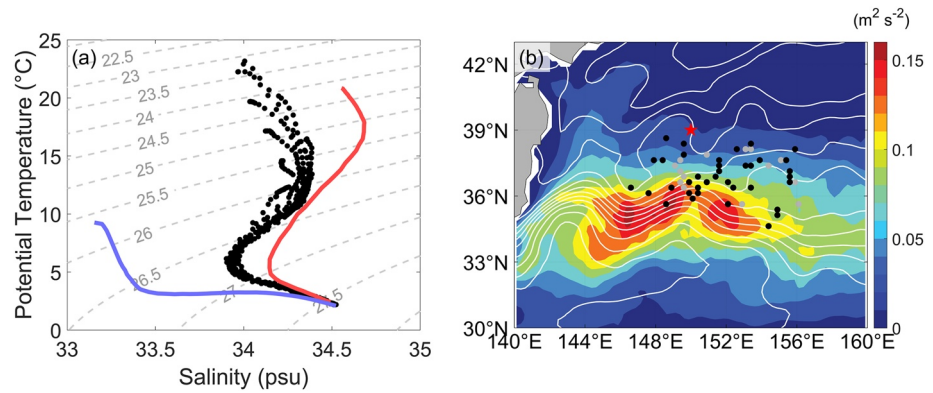 (m² s⁻²)
(a)
25
20
15
10
5
0
Potential Temperature (°C)
22.5
23
23.5
24
24.5
25
25.5
26
26.5
27
27.5
33
33.5
34
34.5
35
Salinity (psu)
(b)
42°N
39°N
36°N
33°N
30°N
140°E
144°E
148°E
152°E
156°E
160°E
0.15
0.1
0.05
0